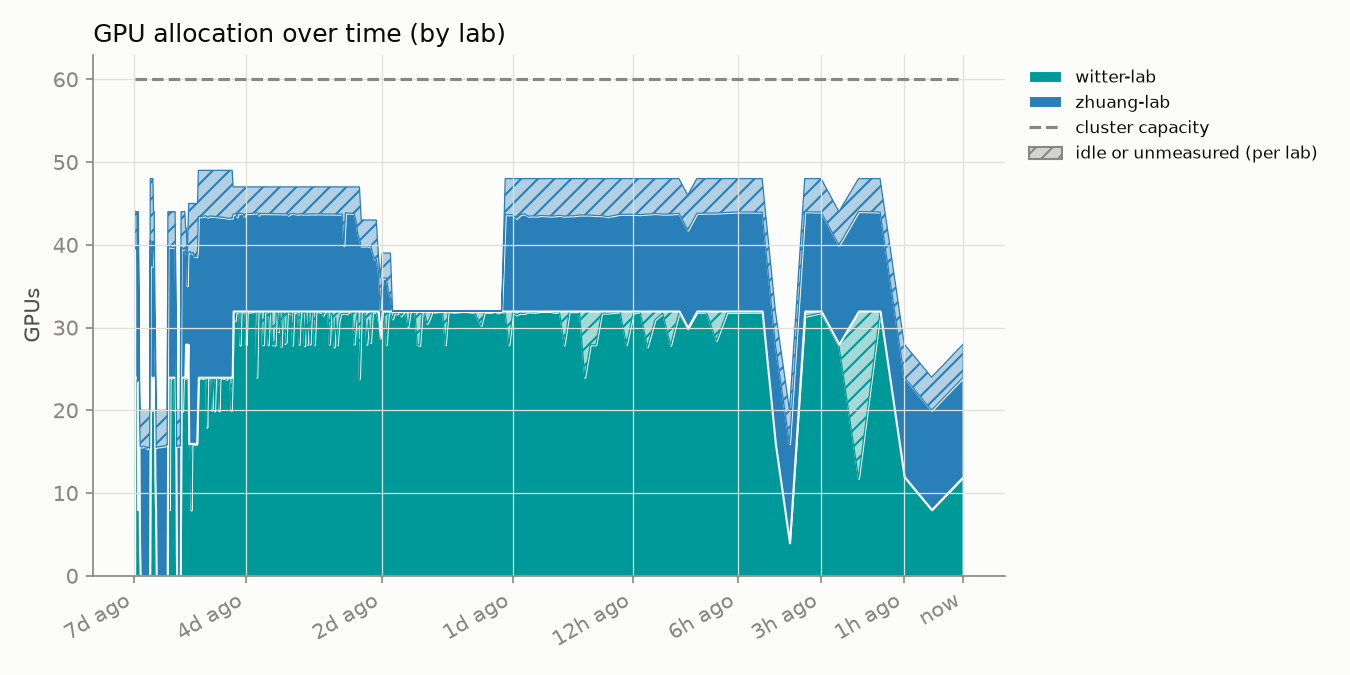 GPU allocation over time (by lab)
GPUs
60
50
40
30
20
10
0
7d ago
4d ago
2d ago
1d ago
12h ago
6h ago
3h ago
1h ago
now
witter-lab
zhuang-lab
cluster capacity
idle or unmeasured (per lab)